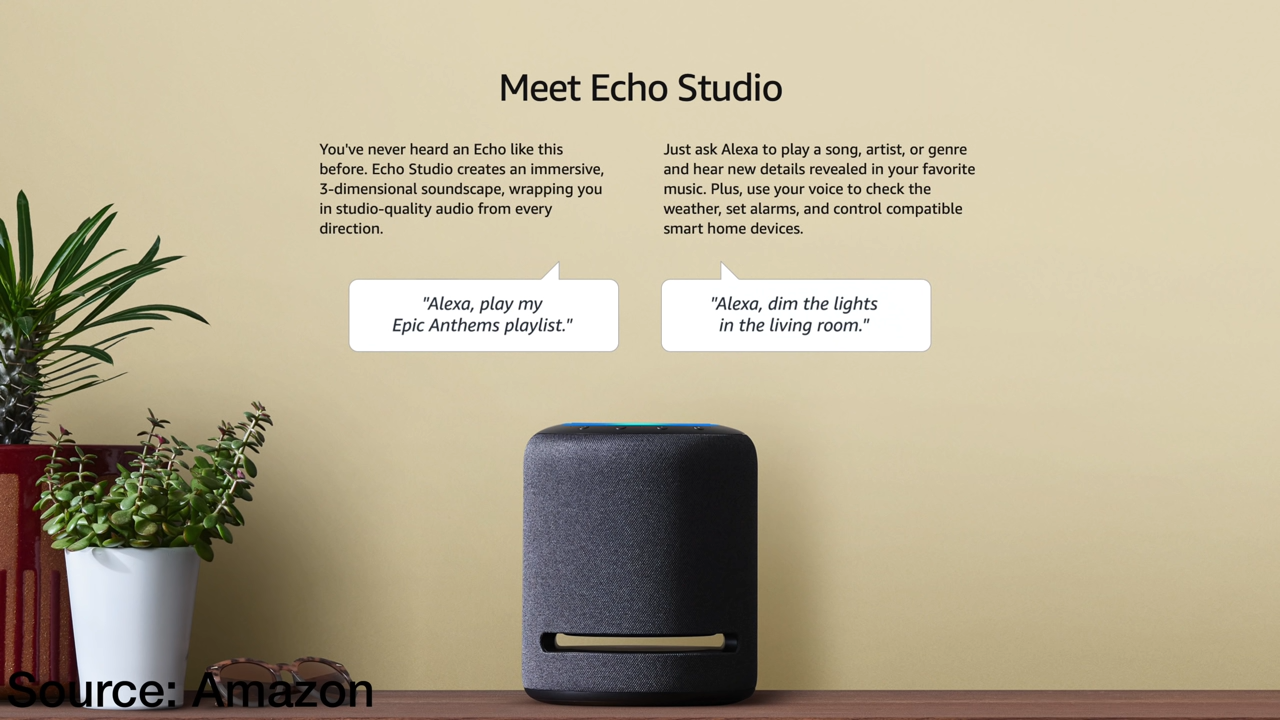 Meet Echo Studio
You've never heard an Echo like this
before. Echo Studio creates an immersive,
3-dimensional soundscape, wrapping you
in studio-quality audio from every
direction.
Just ask Alexa to play a song, artist, or genre
and hear new details revealed in your favorite
music. Plus, use your voice to check the
weather, set alarms, and control compatible
smart home devices.
"Alexa, play my
Epic Anthems playlist."
"Alexa, dim the lights
in the living room."
Source: Amazon